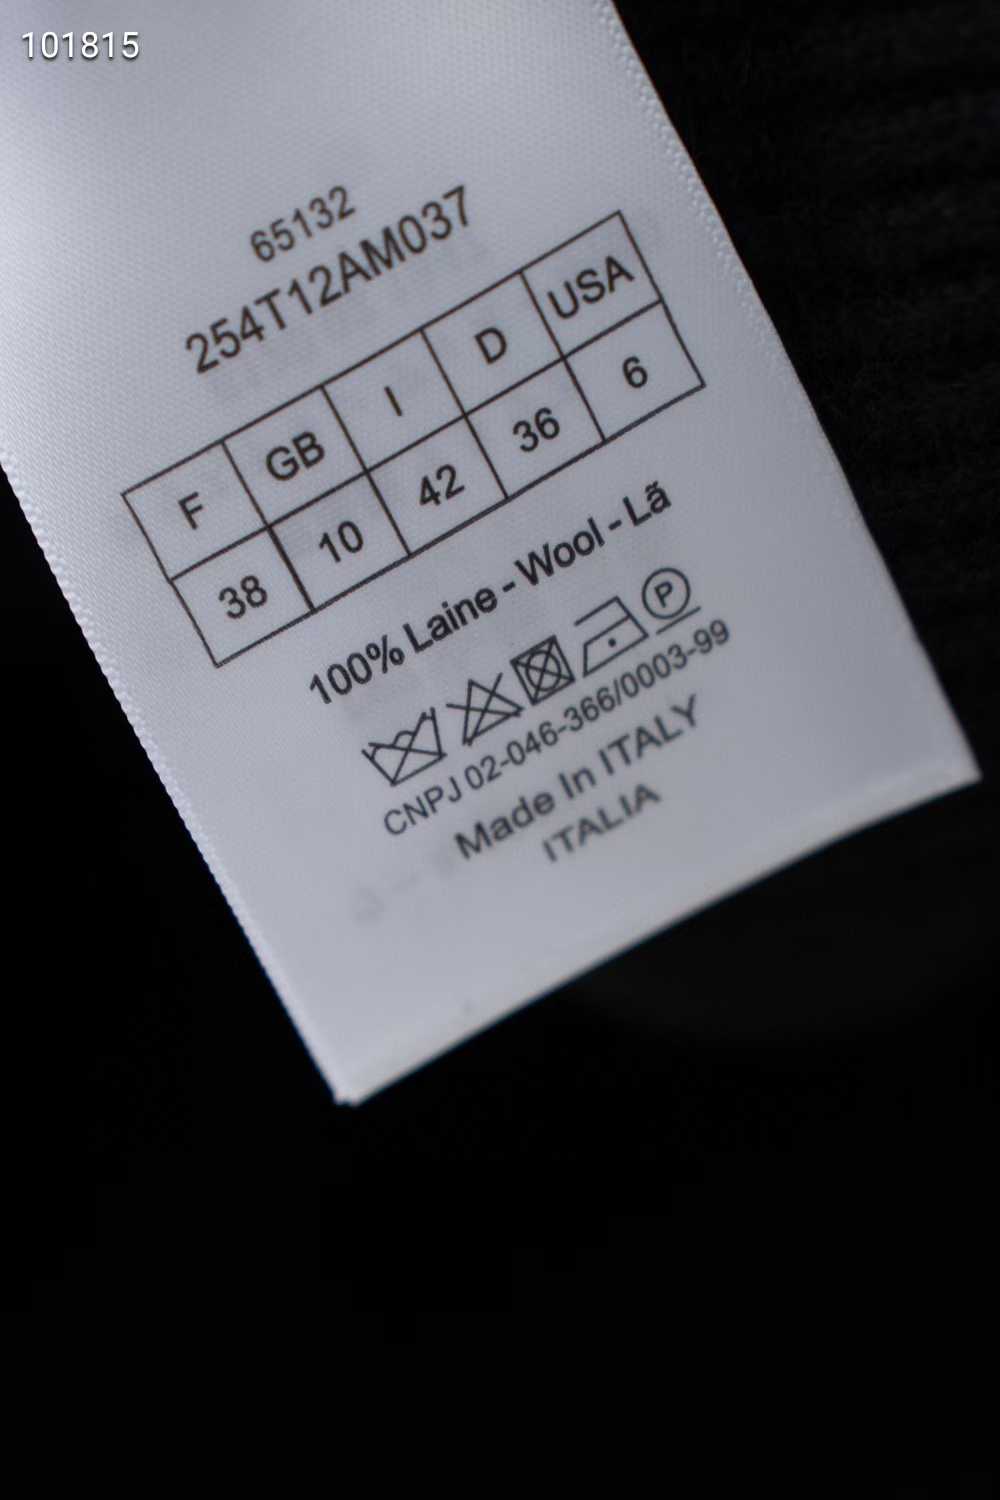 101815
65132
254T12AM037
F GB I D USA
38 10 42 36 6
100% Laine - Wool - Lã
P
CNPJ 02-046-366/0003-99
Made In ITALY
ITALIA